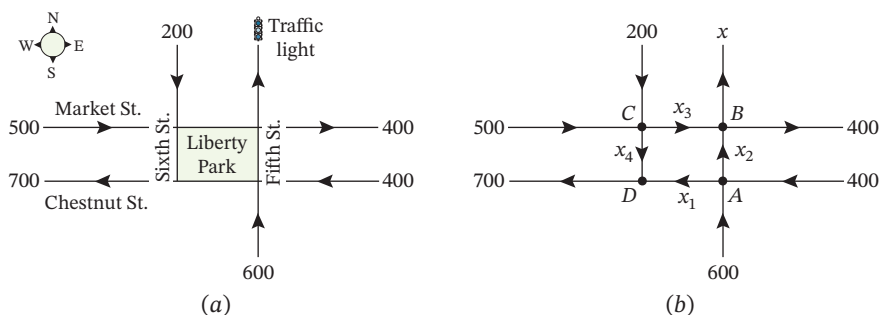 N
W E
S
200
Traffic
light
Market St.
500
400
Sixth St.
Liberty
Park
Fifth St.
700
400
Chestnut St.
600
(a)
200
x
C
B
500
x3
400
x4
x2
700
D
x1
A
400
600
(b)